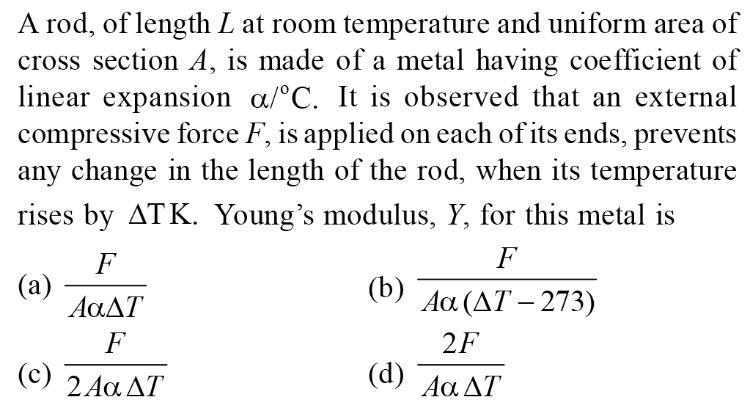 A rod, of length L at room temperature and uniform area of
cross section A, is made of a metal having coefficient of
linear expansion α/°C. It is observed that an external
compressive force F, is applied on each of its ends, prevents
any change in the length of the rod, when its temperature
rises by ΔT K. Young’s modulus, Y, for this metal is
(a) F/AαΔT (b) F/Aα(ΔT – 273)
(c) F/2AαΔT (d) 2F/AαΔT